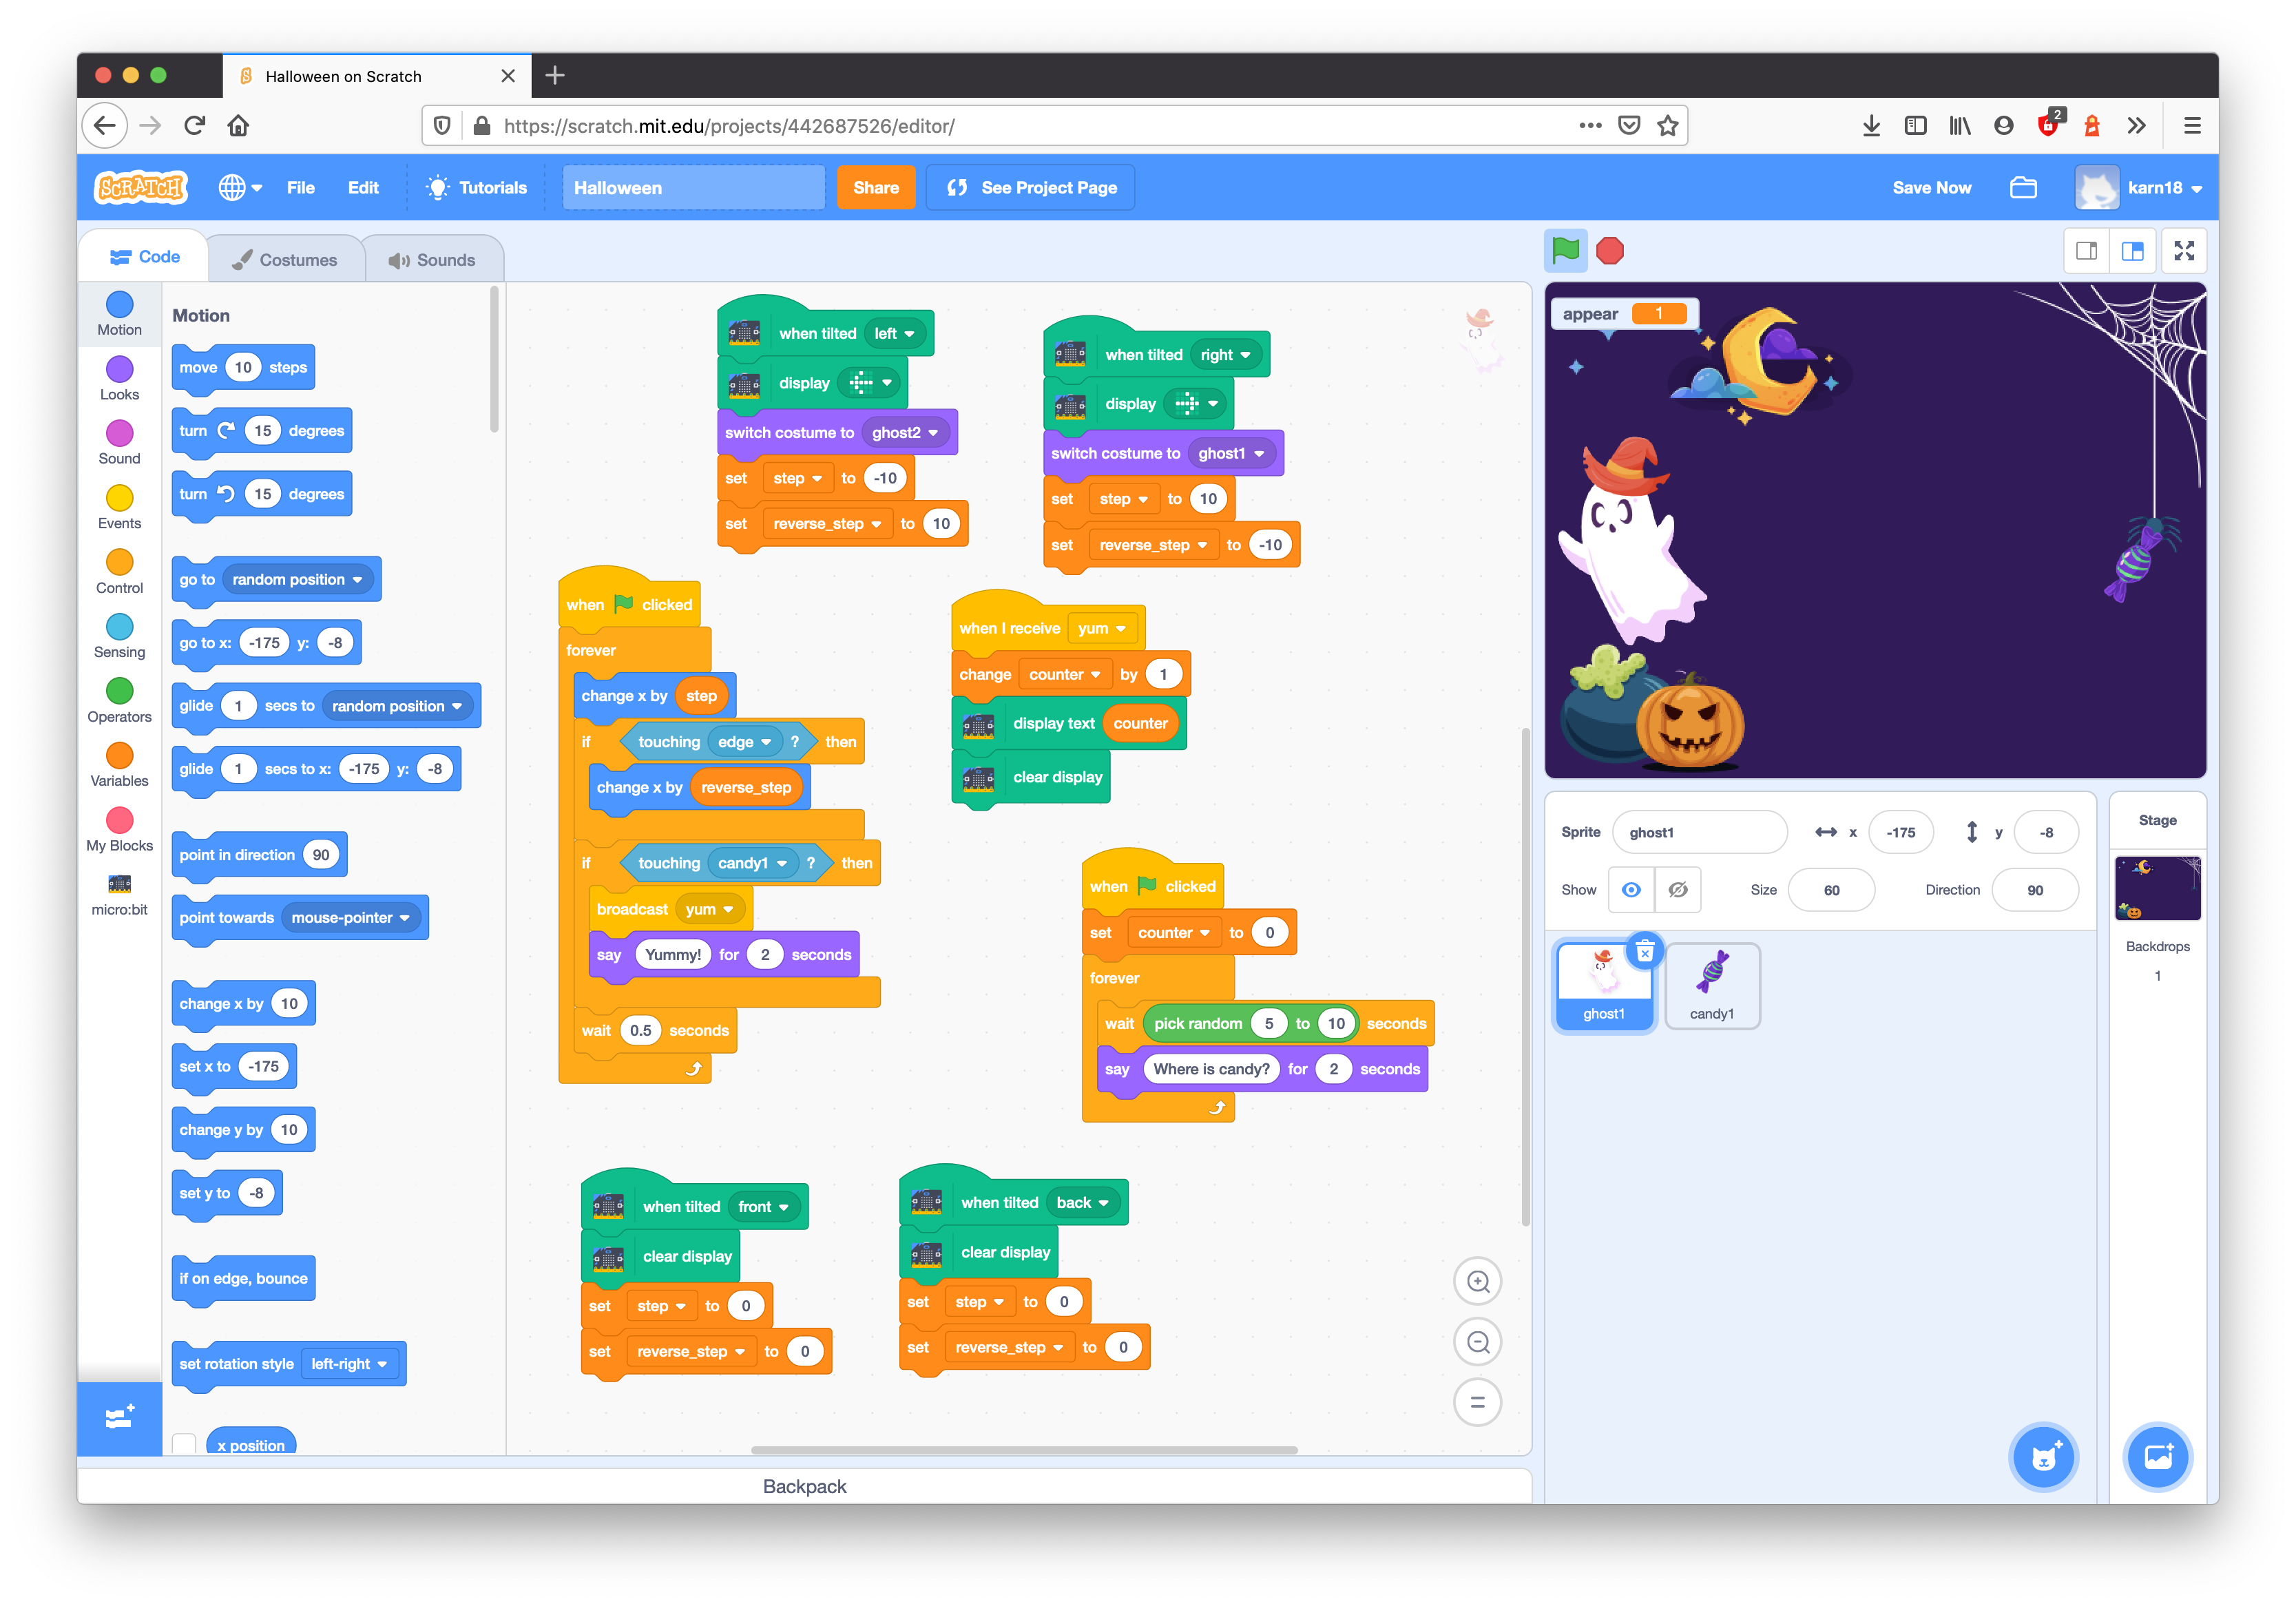 Halloween on Scratch
https://scratch.mit.edu/projects/442687526/editor/
2
SCRATCH
File
Edit
Tutorials
Halloween
Share
See Project Page
Save Now
karn18
Code
Costumes
Sounds
Motion
Looks
Sound
Events
Control
Sensing
Operators
Variables
My Blocks
micro:bit
Motion
move 10 steps
turn 15 degrees
turn 15 degrees
go to random position
go to x: -175 y: -8
glide 1 secs to random position
glide 1 secs to x: -175 y: -8
point in direction 90
point towards mouse-pointer
change x by 10
set x to -175
change y by 10
set y to -8
if on edge, bounce
set rotation style left-right
x position
when tilted left
display
switch costume to ghost2
set step to -10
set reverse_step to 10
when tilted right
display
switch costume to ghost1
set step to 10
set reverse_step to -10
when clicked
forever
change x by step
if touching edge ? then
change x by reverse_step
if touching candy1 ? then
broadcast yum
say Yummy! for 2 seconds
wait 0.5 seconds
when I receive yum
change counter by 1
display text counter
clear display
when clicked
set counter to 0
forever
wait pick random 5 to 10 seconds
say Where is candy? for 2 seconds
when tilted front
clear display
set step to 0
set reverse_step to 0
when tilted back
clear display
set step to 0
set reverse_step to 0
Backpack
appear 1
Sprite ghost1 x -175 y -8
Show Size 60 Direction 90
ghost1
candy1
Stage
Backdrops
1